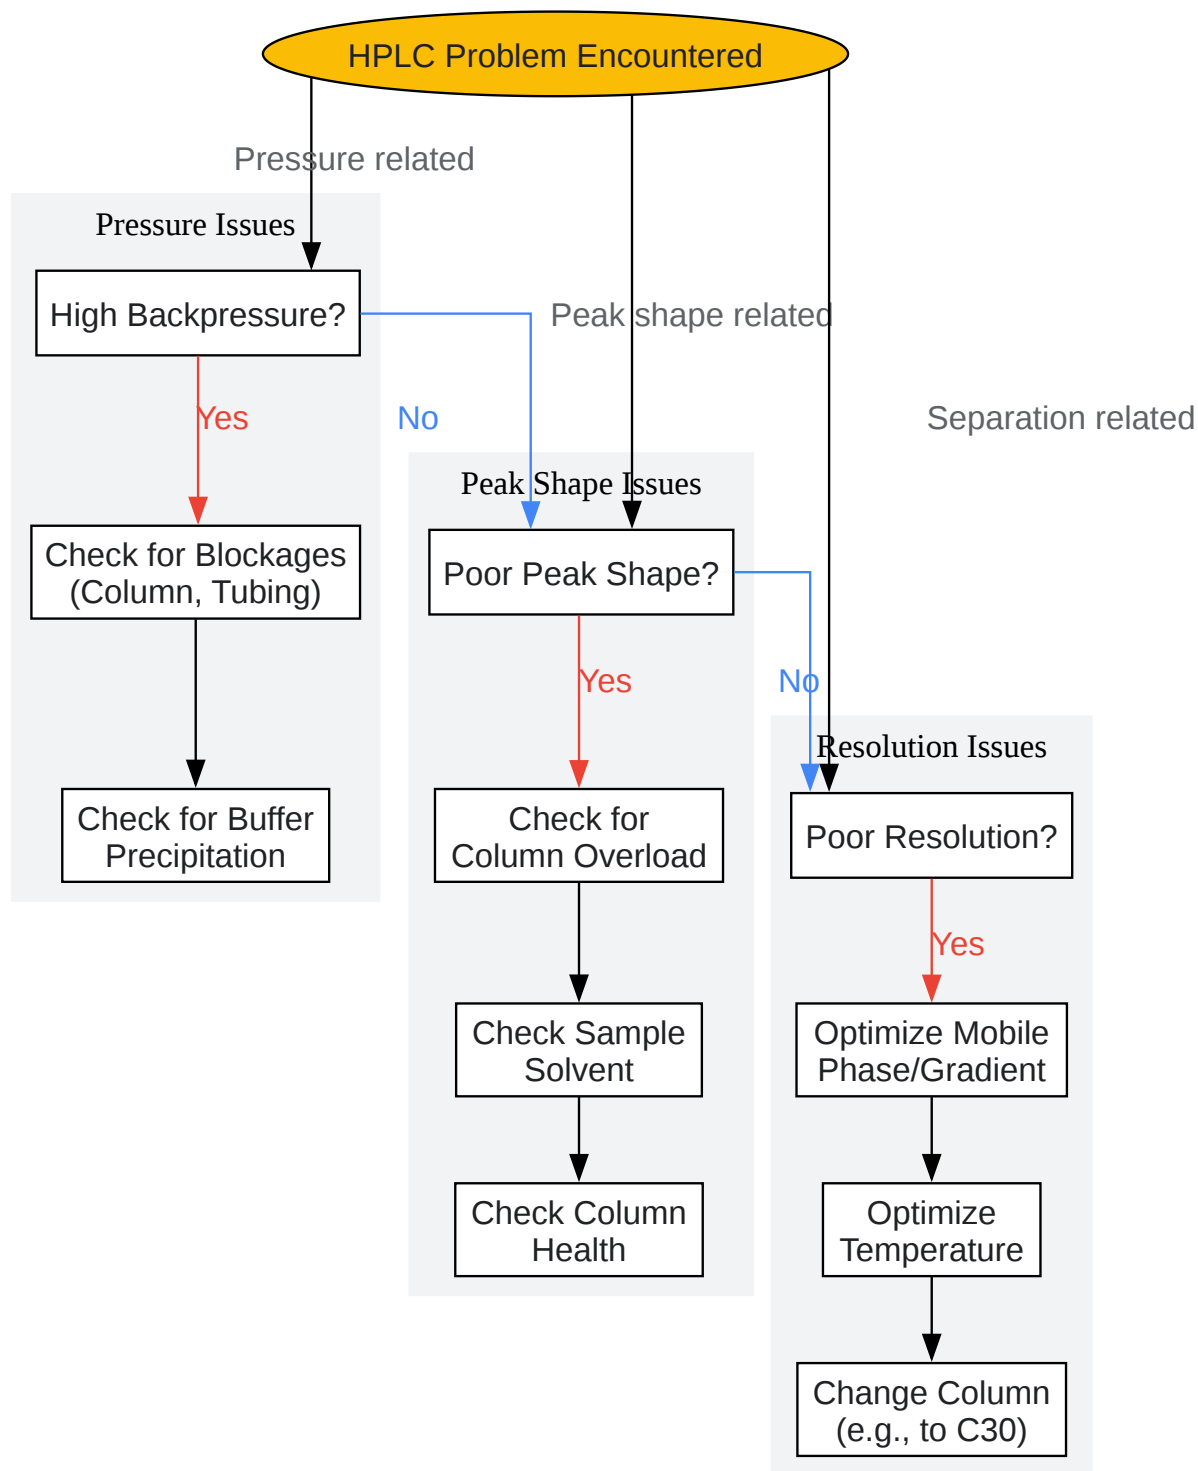 HPLC Problem Encountered
Pressure related
Pressure Issues
High Backpressure?
Peak shape related
Yes
No
Separation related
Peak Shape Issues
Check for Blockages
(Column, Tubing)
Poor Peak Shape?
Yes
No
Resolution Issues
Check for Buffer
Precipitation
Check for
Column Overload
Poor Resolution?
Yes
Check Sample
Solvent
Optimize Mobile
Phase/Gradient
Check Column
Health
Optimize
Temperature
Change Column
(e.g., to C30)